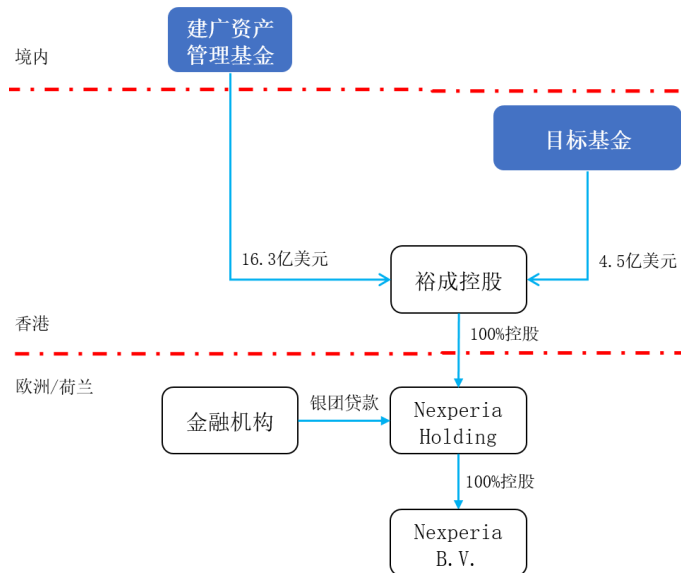 建广资产
管理基金
境内
目标基金
16.3亿美元
裕成控股
4.5亿美元
香港
100%控股
欧洲/荷兰
金融机构
银团贷款
Nexperia
Holding
100%控股
Nexperia
B.V.